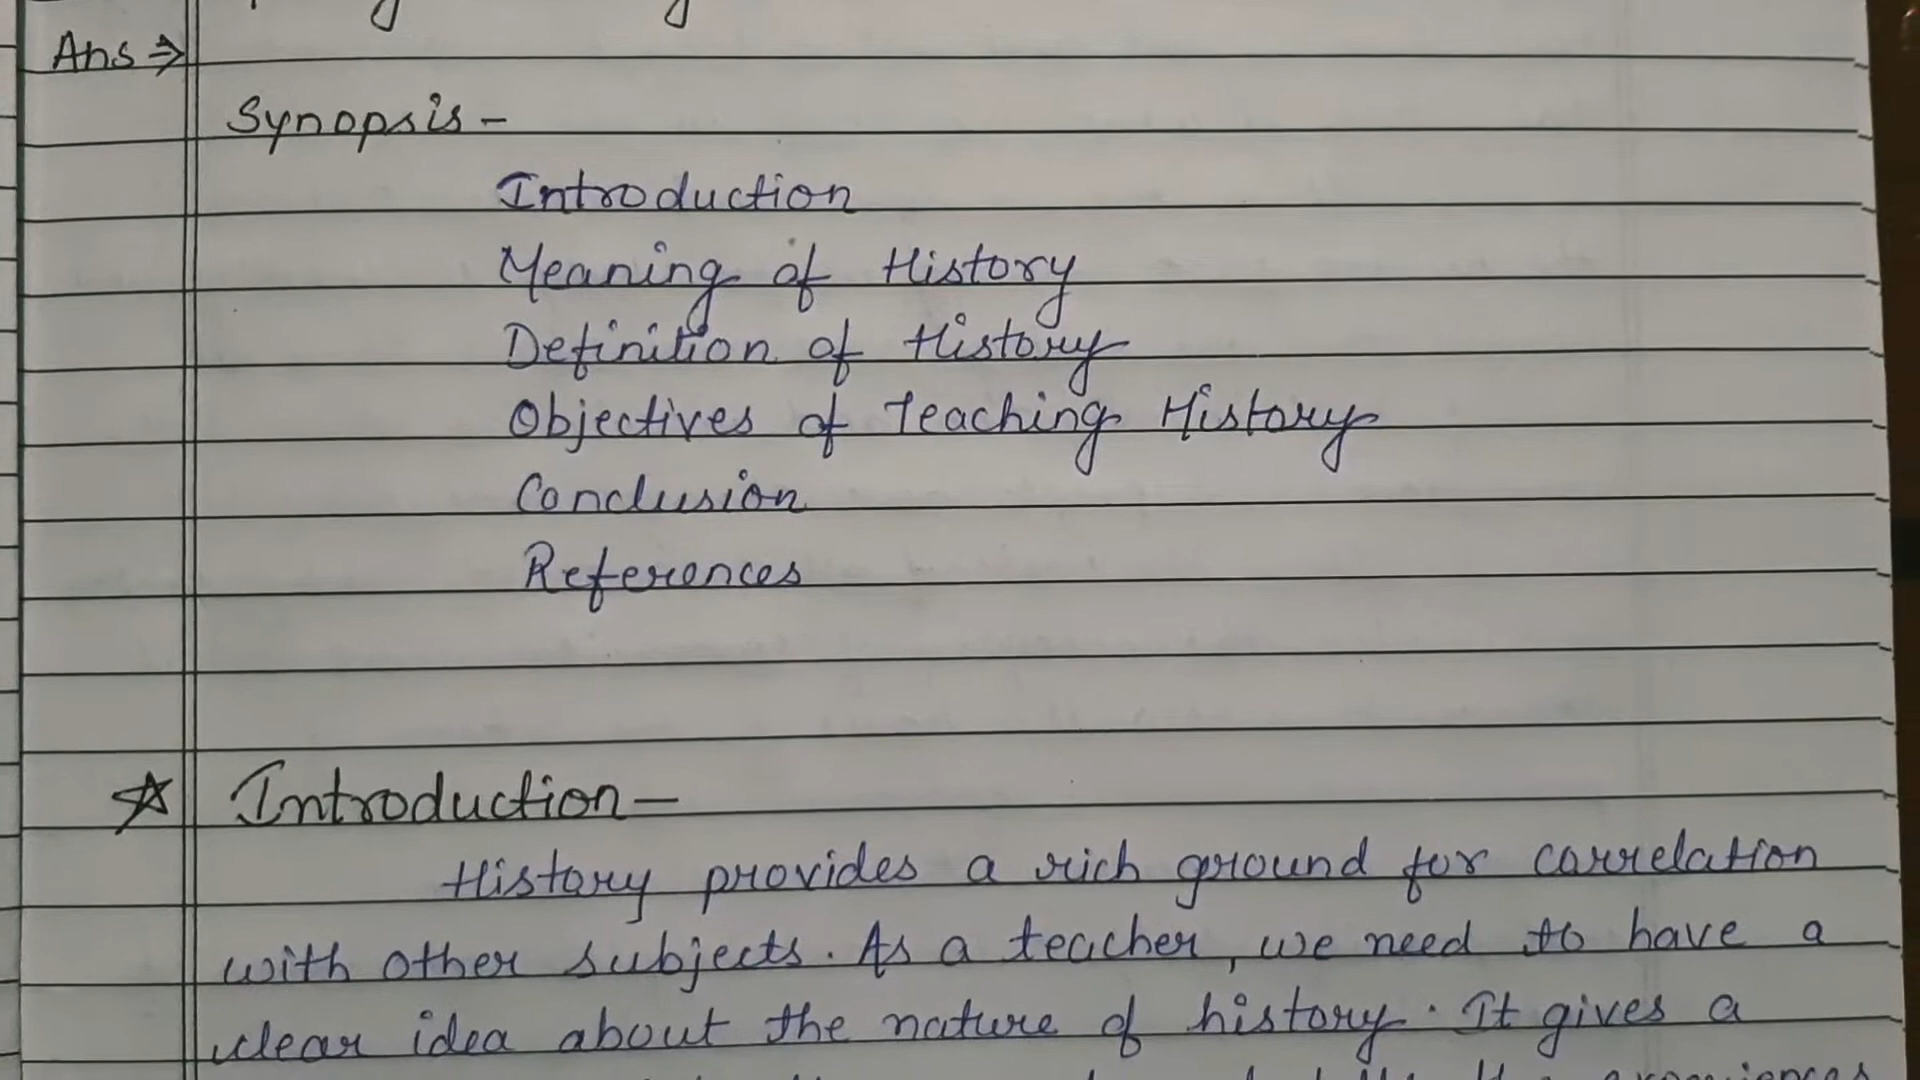 Ans ⇒
Synopsis -
Introduction
Meaning of History
Definition of History
Objectives of Teaching History
Conclusion
References
☆ Introduction —
History provides a rich ground for correlation
with other subjects. As a teacher, we need to have a
clear idea about the nature of history. It gives a